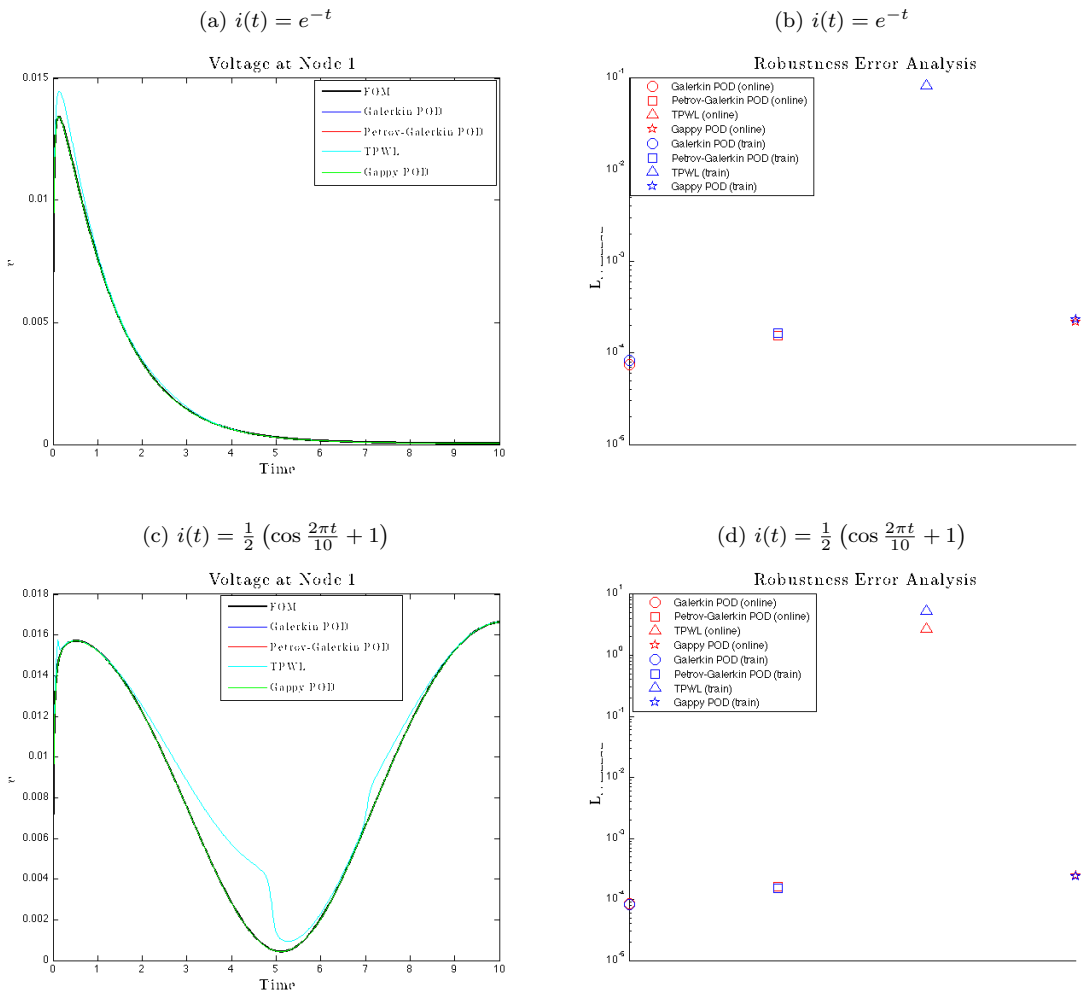 (a) i(t) = e^{-t}
(b) i(t) = e^{-t}
Voltage at Node 1
0.015
0.01
0.005
0
0 1 2 3 4 5 6 7 8 9 10
Time
v
FOM
Galerkin POD
Petrov-Galerkin POD
TPWL
Gappy POD
Robustness Error Analysis
10^{-1}
10^{-2}
10^{-3}
10^{-4}
10^{-5}
10^{-6}
Galerkin POD (online)
Petrov-Galerkin POD (online)
TPWL (online)
Gappy POD (online)
Galerkin POD (train)
Petrov-Galerkin POD (train)
TPWL (train)
Gappy POD (train)
(c) i(t) = \frac{1}{2} (\cos \frac{2πt}{10} + 1)
(d) i(t) = \frac{1}{2} (\cos \frac{2πt}{10} + 1)
Voltage at Node 1
0.018
0.016
0.014
0.012
0.01
0.008
0.006
0.004
0.002
0
0 1 2 3 4 5 6 7 8 9 10
Time
v
FOM
Galerkin POD
Petrov-Galerkin POD
TPWL
Gappy POD
Robustness Error Analysis
10^{1}
10^{0}
10^{-1}
10^{-2}
10^{-3}
10^{-4}
10^{-5}
10^{-6}
Galerkin POD (online)
Petrov-Galerkin POD (online)
TPWL (online)
Gappy POD (online)
Galerkin POD (train)
Petrov-Galerkin POD (train)
TPWL (train)
Gappy POD (train)